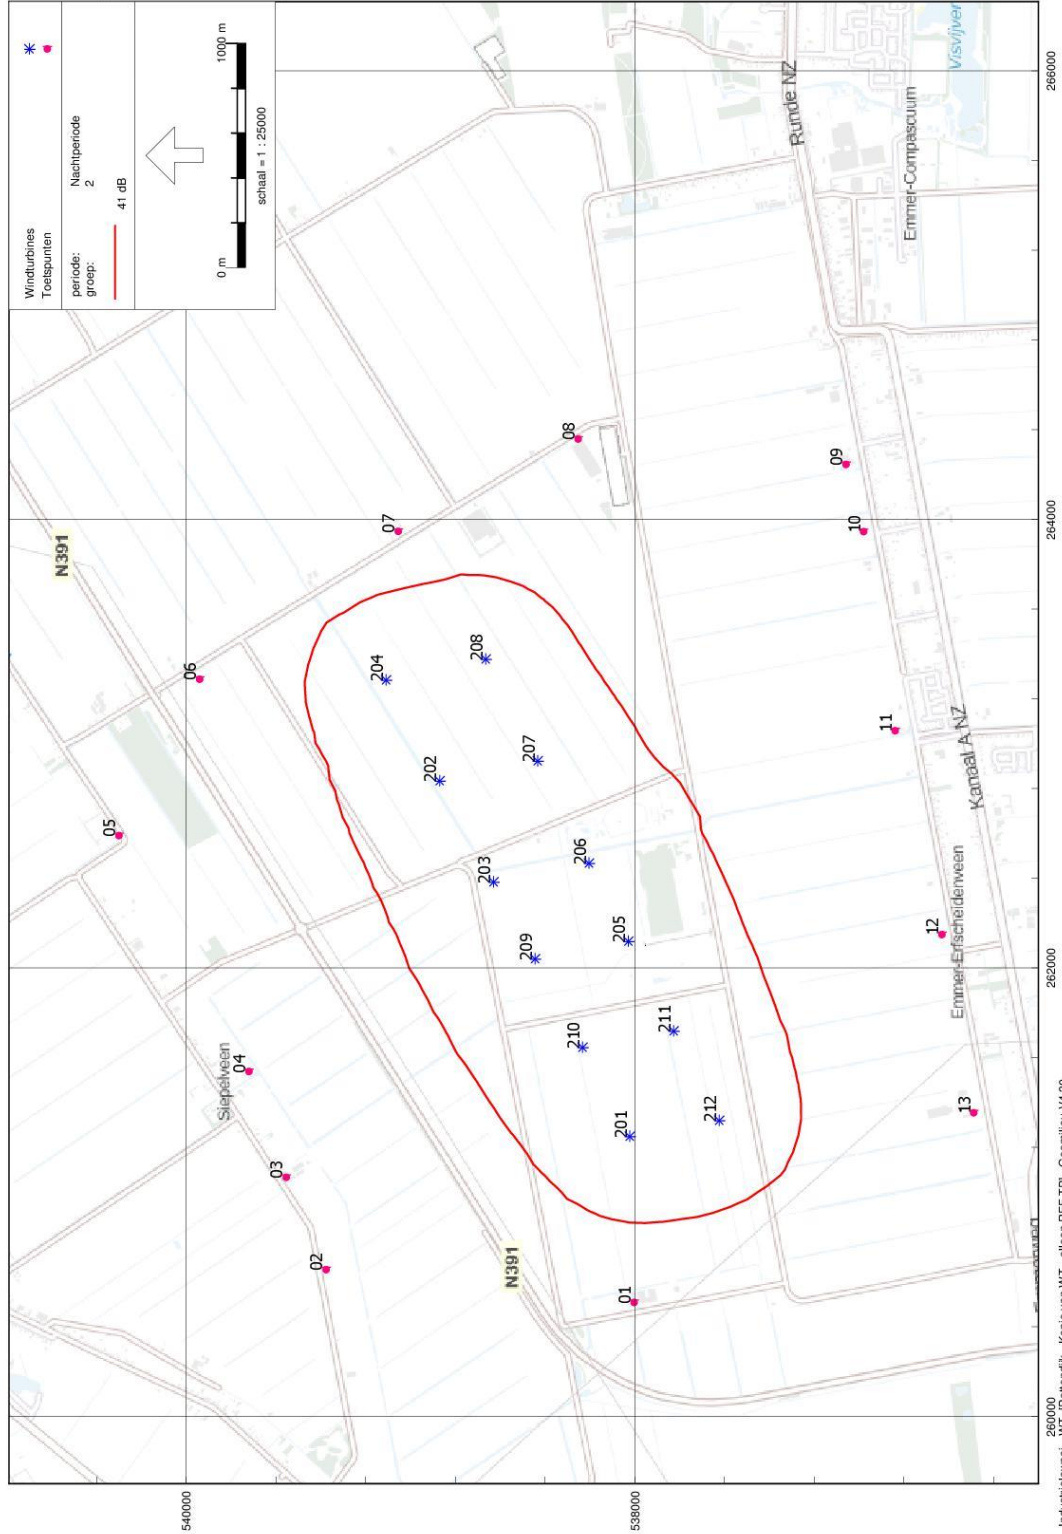 Windturbines
Toetspunten
periode: Nachtperiode
groep: 2
41 dB
0 m 1000 m
schaal = 1 : 25000
N391
06
05
07
04
Siepelveen
03
02
08
204
208
202
207
203
206
209
205
210
211
201
212
N391
01
Runde NZ
Visvijver
Emmer-Compascuum
09
10
11
Kanaal A NZ
12
Emmer-Erfscheidenveen
13
540000
538000
260000
262000
264000
266000